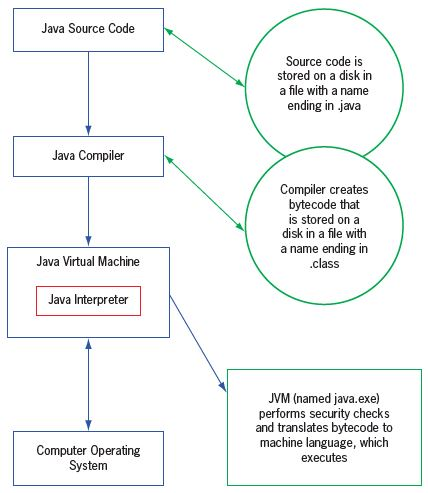 Java Source Code
Source code is
stored on a disk in
a file with a name
ending in .java
Java Compiler
Compiler creates
bytecode that
is stored on a
disk in a file with
a name ending in
.class
Java Virtual Machine
Java Interpreter
JVM (named java.exe)
performs security checks
and translates bytecode to
machine language, which
executes
Computer Operating
System